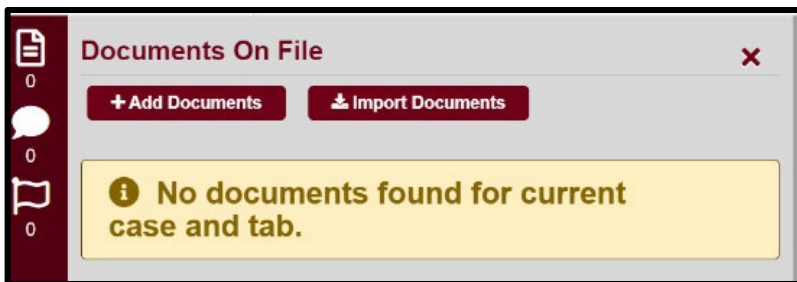 Documents On File
+ Add Documents
Import Documents
No documents found for current
case and tab.
0
0
0